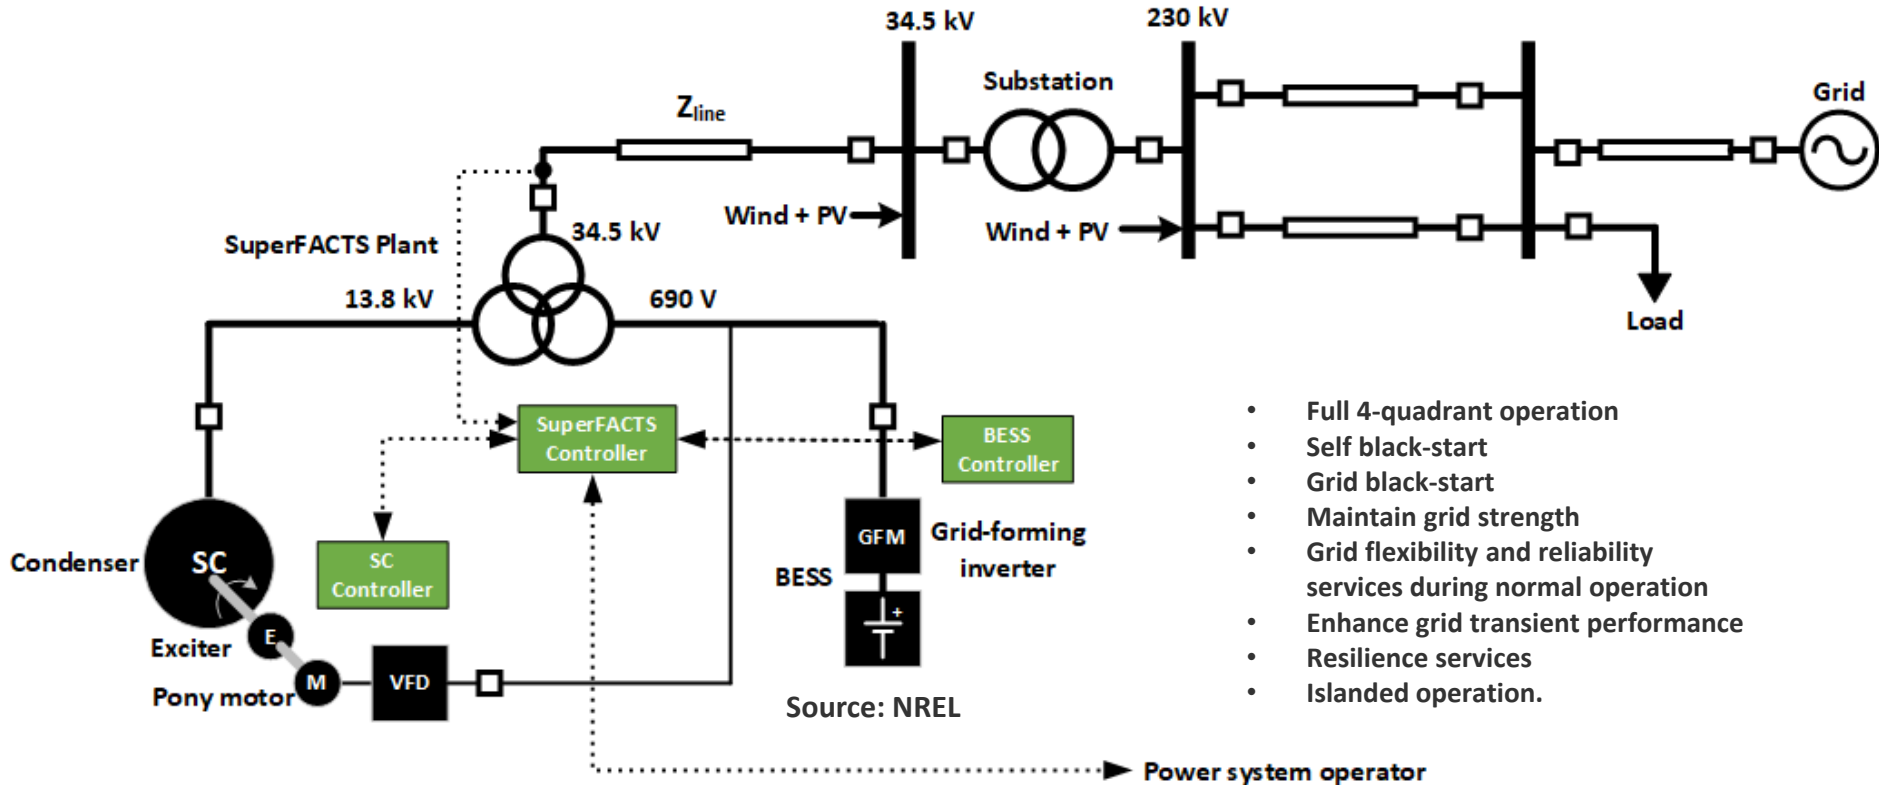 34.5 kV
230 kV
Substation
Grid
Zline
Wind + PV
Wind + PV
34.5 kV
SuperFACTS Plant
13.8 kV
690 V
Load
SuperFACTS
Controller
BESS
Controller
• Full 4-quadrant operation
• Self black-start
• Grid black-start
• Maintain grid strength
• Grid flexibility and reliability
services during normal operation
• Enhance grid transient performance
• Resilience services
• Islanded operation.
Condenser
SC
SC
Controller
GFM
Grid-forming
inverter
BESS
+
Exciter
E
Pony motor
M
VFD
Source: NREL
Power system operator